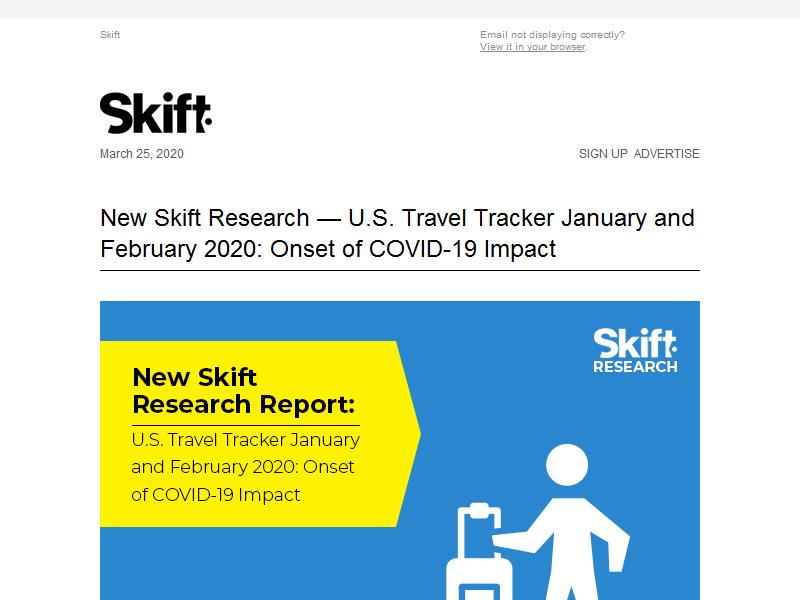 Skift
Email not displaying correctly?
View it in your browser.
Skift
March 25, 2020
SIGN UP ADVERTISE
New Skift Research — U.S. Travel Tracker January and
February 2020: Onset of COVID-19 Impact
Skift
RESEARCH
New Skift
Research Report:
U.S. Travel Tracker January
and February 2020: Onset
of COVID-19 Impact